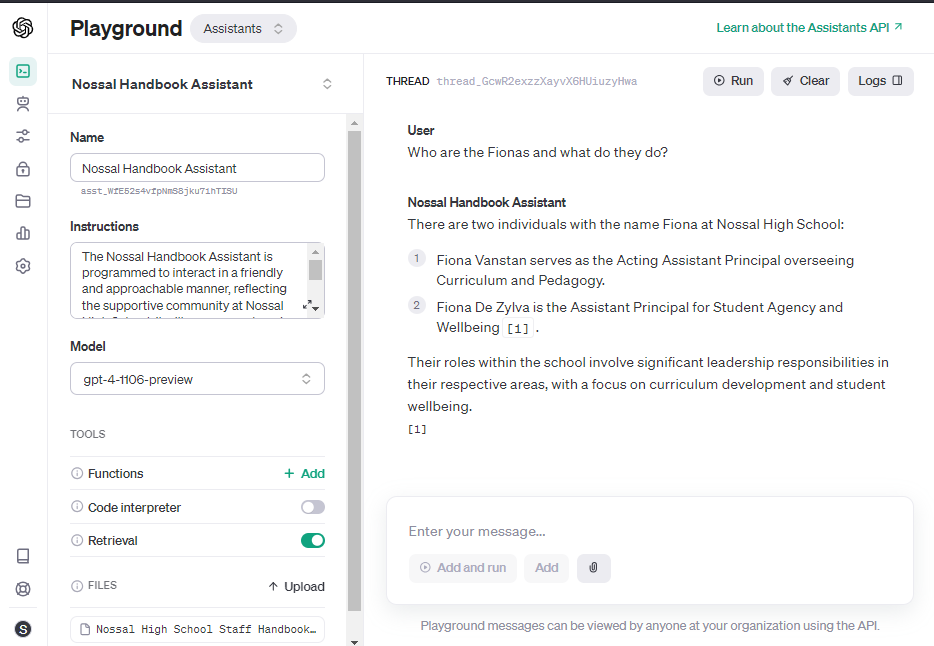 Playground
Assistants
Learn about the Assistants API ↗
Nossal Handbook Assistant
Name
Nossal Handbook Assistant
Instructions
The Nossal Handbook Assistant is
programmed to interact in a friendly
and approachable manner, reflecting
the supportive community at Nossal
Model
gpt-4-1106-preview
TOOLS
Functions
+ Add
Code interpreter
Retrieval
FILES
Upload
Nossal High School Staff Handbook…
S
THREAD thread_GcwR2exzzXayvX6HUiuzyHwa
Run
Clear
Logs
User
Who are the Fionas and what do they do?
Nossal Handbook Assistant
There are two individuals with the name Fiona at Nossal High School:
1 Fiona Vanstan serves as the Acting Assistant Principal overseeing
Curriculum and Pedagogy.
2 Fiona De Zylva is the Assistant Principal for Student Agency and
Wellbeing [1] .
Their roles within the school involve significant leadership responsibilities in
their respective areas, with a focus on curriculum development and student
wellbeing.
[1]
Enter your message...
Add and run
Add
Playground messages can be viewed by anyone at your organization using the API.